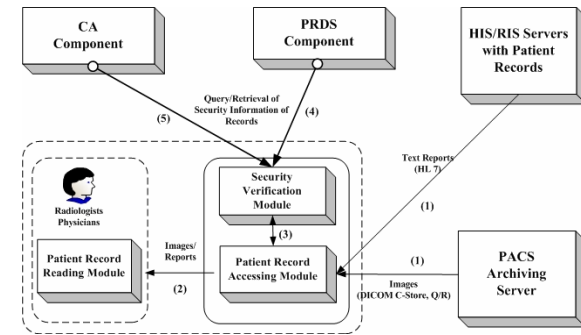 CA
Component
PRDS
Component
HIS/RIS Servers
with Patient
Records
Query/Retrieval of
Security Information of
Records
(5)
(4)
Text Reports
(HL 7)
(1)
Security
Verification
Module
(3)
Radiologists
Physicians
Images/
Reports
(2)
Patient Record
Reading Module
Patient Record
Accessing Module
(1)
Images
(DICOM C-Store, Q/R)
PACS
Archiving
Server